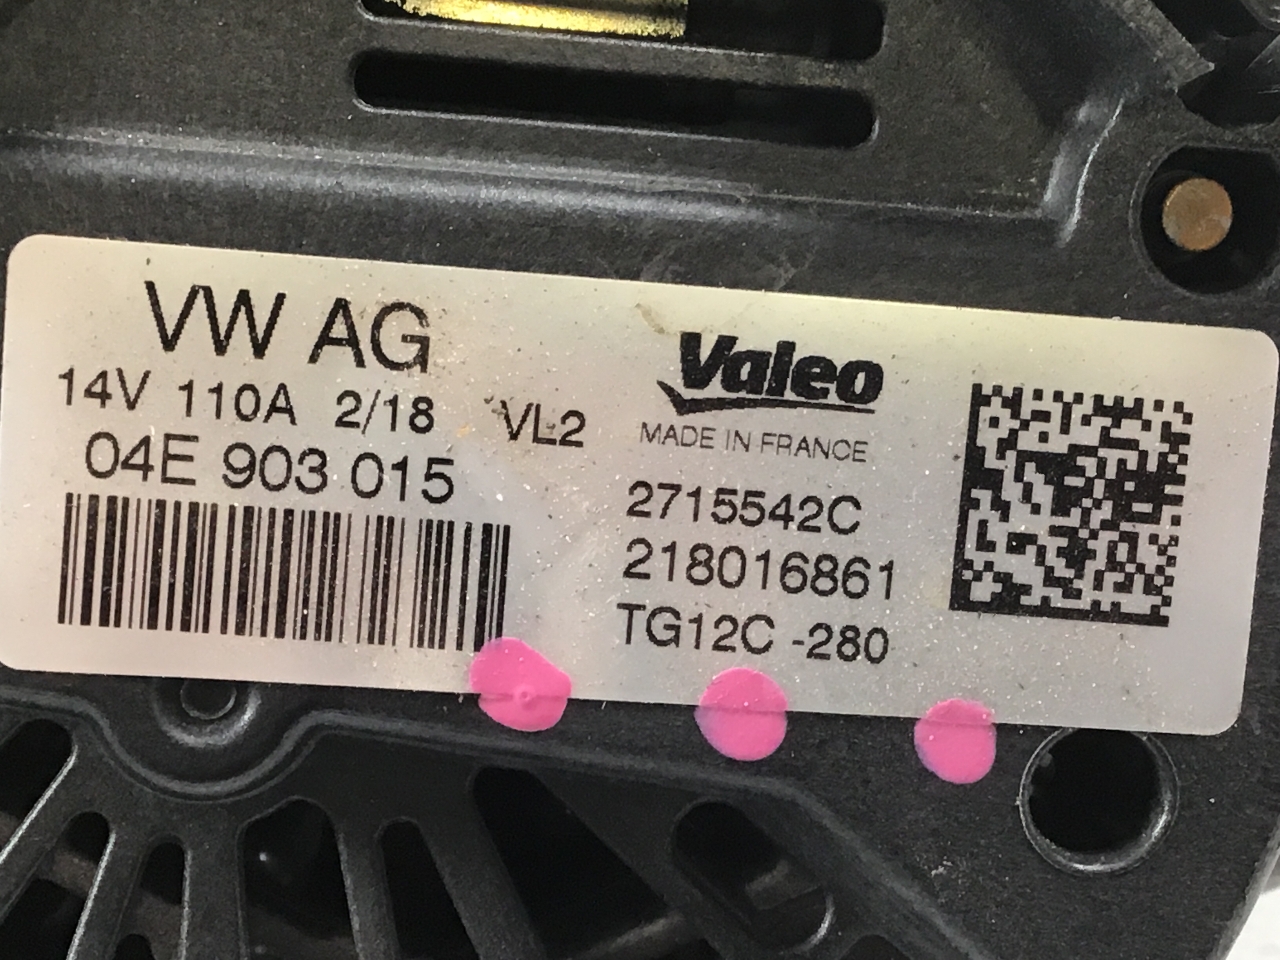 VW AG
14V 110A 2/18 VL2
04E 903 015
Valeo
MADE IN FRANCE
2715542C
218016861
TG12C -280